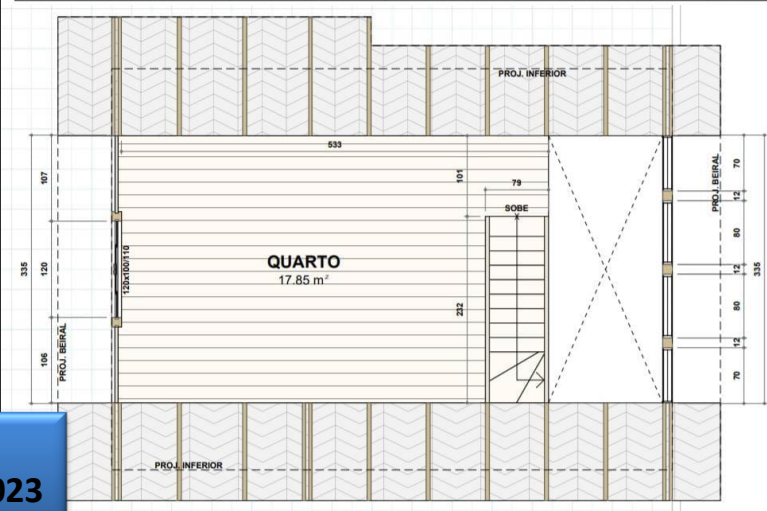 PROJ. INFERIOR
533
101
79
SOBE
107
120
106
335
120x100/110
QUARTO
17.85 m²
232
PROJ. BEIRAL
PROJ. BEIRAL
70
12
80
12
80
12
70
335
PROJ. INFERIOR
023